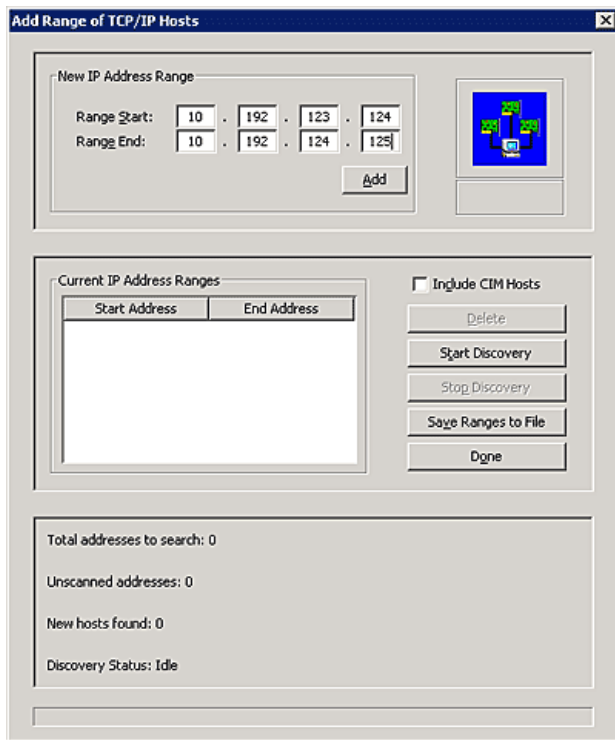 Add Range of TCP/IP Hosts
New IP Address Range
Range Start: 10 . 192 . 123 . 124
Range End: 10 . 192 . 124 . 125
Add
Current IP Address Ranges
Start Address End Address
Include CIM Hosts
Delete
Start Discovery
Stop Discovery
Save Ranges to File
Done
Total addresses to search: 0
Unscanned addresses: 0
New hosts found: 0
Discovery Status: Idle